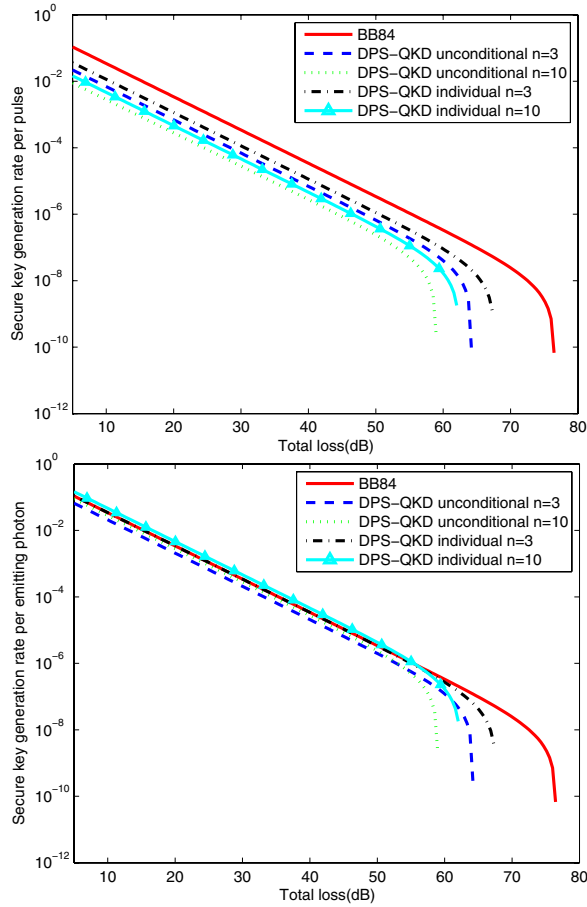 10^0
10^-2
10^-4
10^-6
10^-8
10^-10
10^-12
Secure key generation rate per pulse
BB84
DPS-QKD unconditional n=3
DPS-QKD unconditional n=10
DPS-QKD individual n=3
DPS-QKD individual n=10
10 20 30 40 50 60 70 80
Total loss(dB)
10^0
10^-2
10^-4
10^-6
10^-8
10^-10
10^-12
Secure key generation rate per emitting photon
BB84
DPS-QKD unconditional n=3
DPS-QKD unconditional n=10
DPS-QKD individual n=3
DPS-QKD individual n=10
10 20 30 40 50 60 70 80
Total loss(dB)